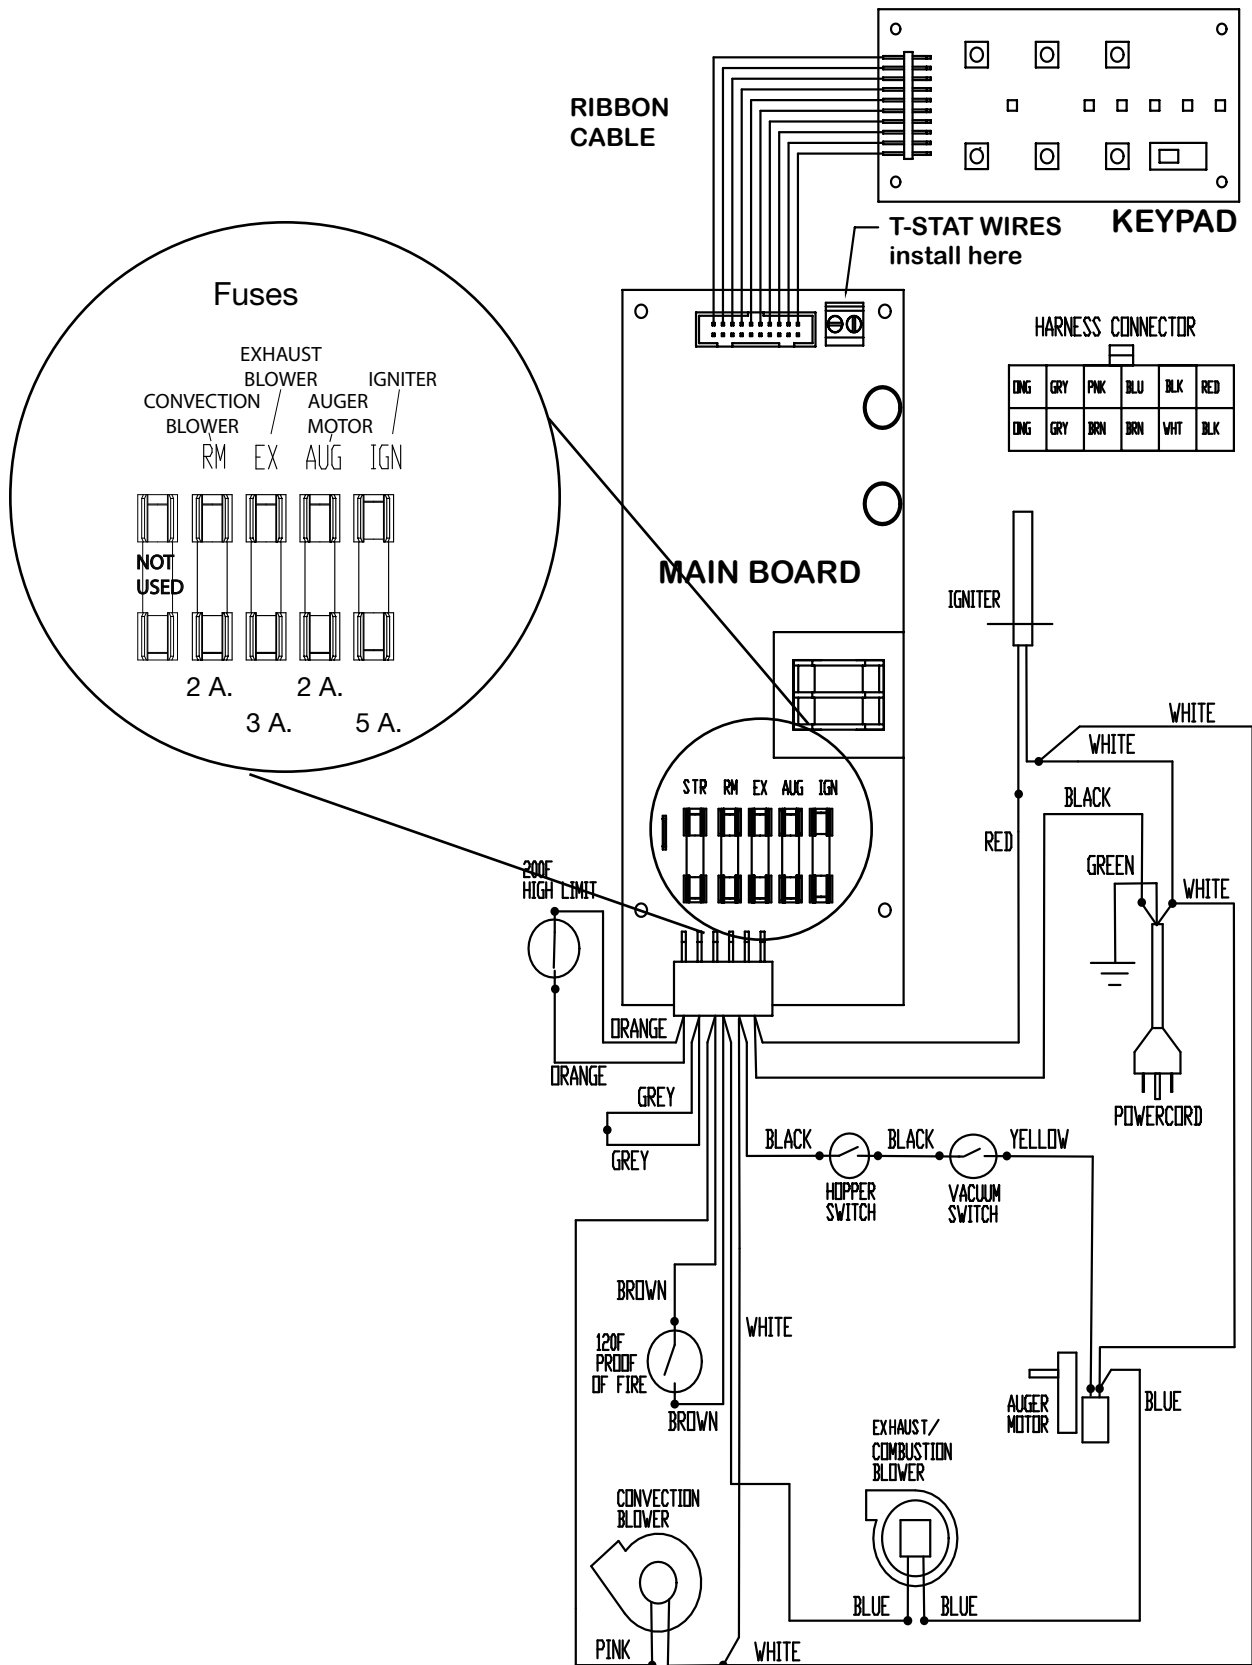 RIBBON
CABLE
KEYPAD
T-STAT WIRES
install here
Fuses
EXHAUST
BLOWER
IGNITER
CONVECTION
BLOWER
AUGER
MOTOR
RM EX AUG IGN
NOT
USED
2 A. 2 A.
3 A. 5 A.
HARNESS CONNECTOR
ONG GRY PNK BLU BLK RED
ONG GRY BRN BRN WHT BLK
MAIN BOARD
IGNITER
STR RM EX AUG IGN
WHITE
WHITE
BLACK
RED
GREEN
WHITE
200F
HIGH LIMIT
ORANGE
ORANGE
GREY
GREY
POWERCORD
BLACK BLACK YELLOW
HOPPER
SWITCH
VACUUM
SWITCH
BROWN
WHITE
120F
PROOF
OF FIRE
BROWN
AUGER
MOTOR
BLUE
EXHAUST/
COMBUSTION
BLOWER
CONVECTION
BLOWER
BLUE BLUE
PINK WHITE